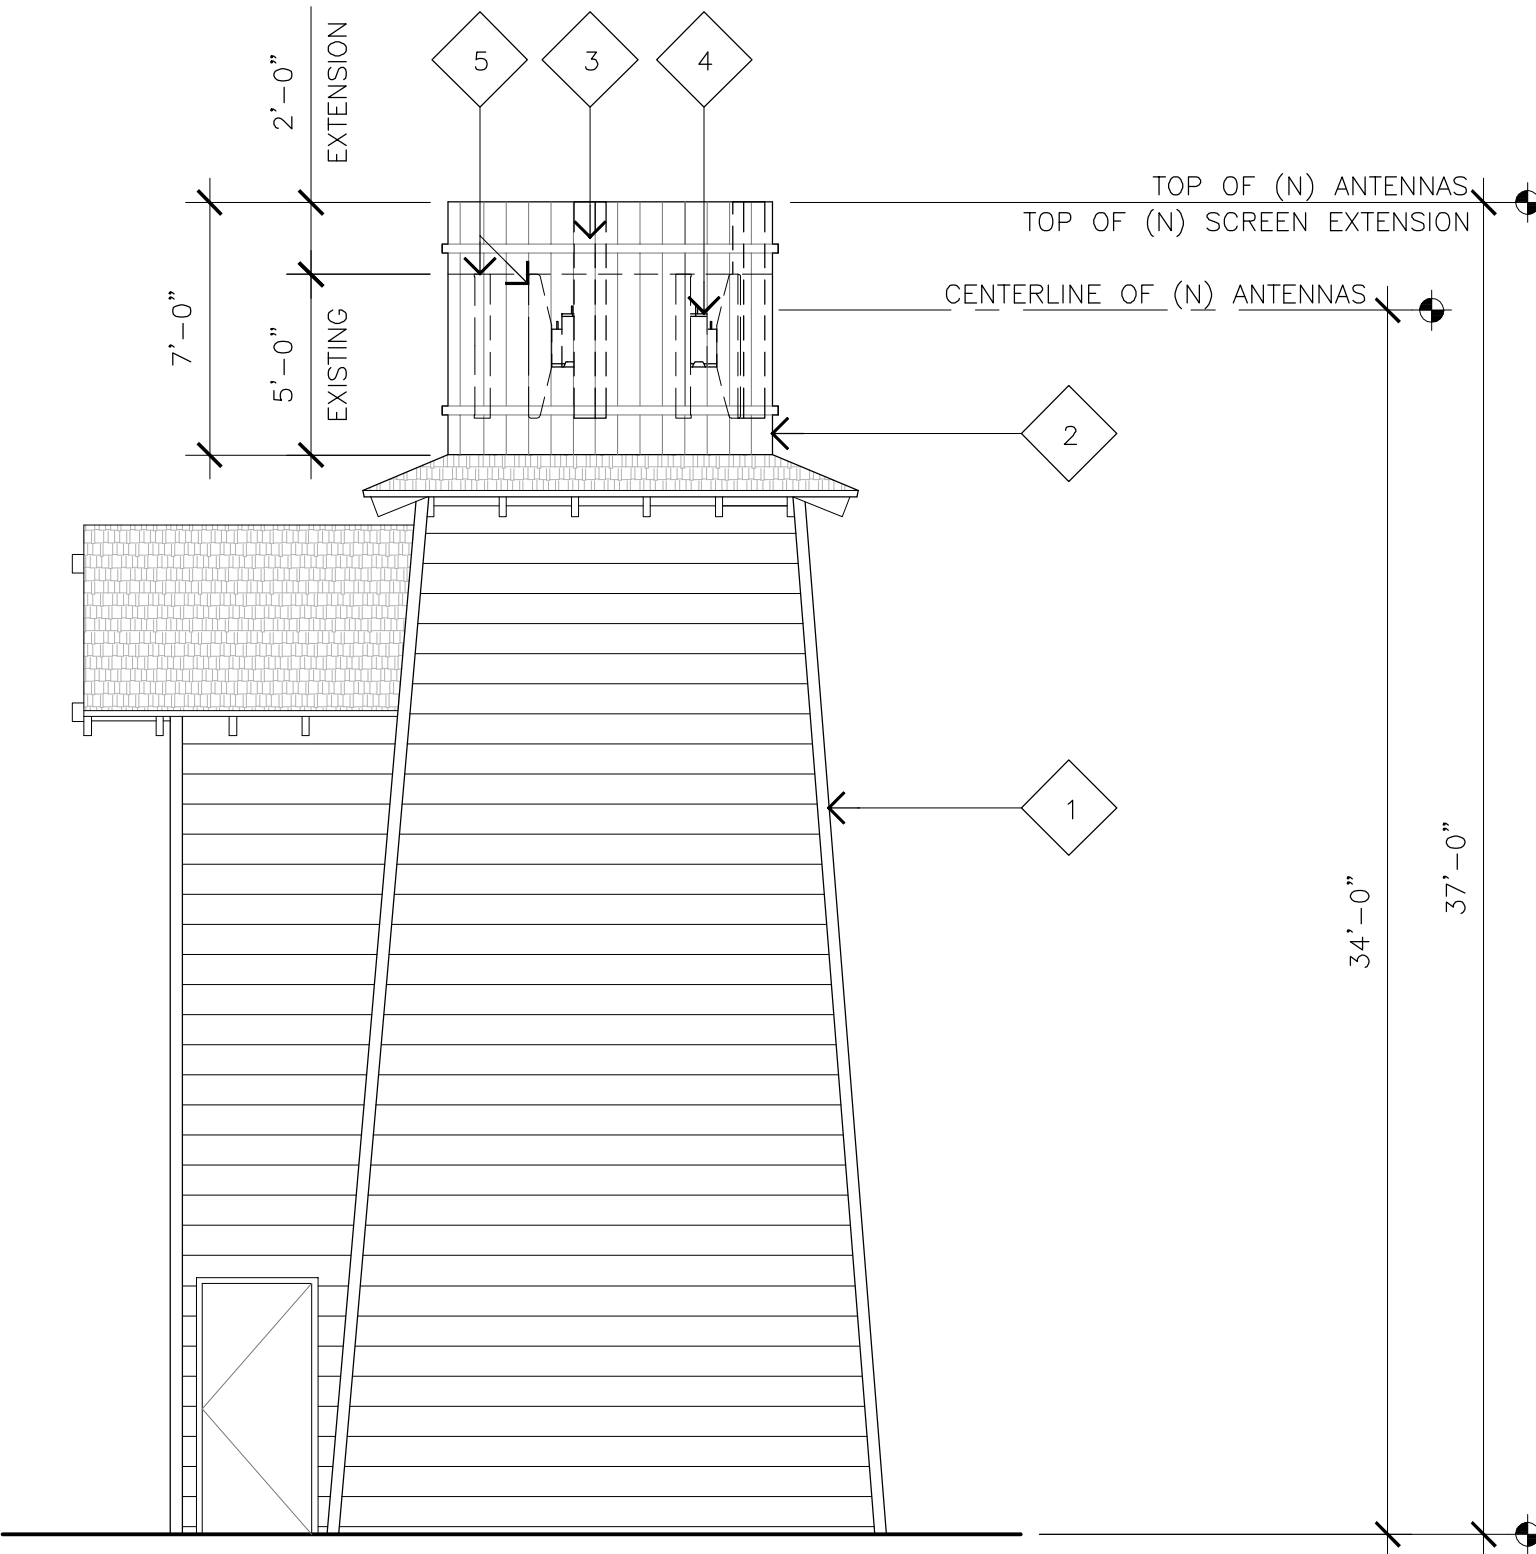 5
3
4
2'-0"
EXTENSION
TOP OF (N) ANTENNAS
TOP OF (N) SCREEN EXTENSION
CENTERLINE OF (N) ANTENNAS
7'-0"
5'-0"
EXISTING
2
1
34'-0"
37'-0"